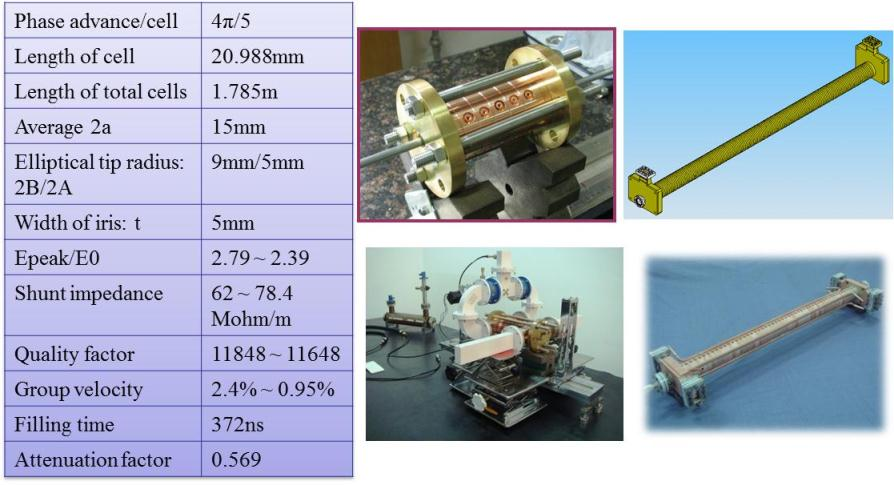 Phase advance/cell 4π/5
Length of cell 20.988mm
Length of total cells 1.785m
Average 2a 15mm
Elliptical tip radius: 9mm/5mm
2B/2A
Width of iris: t 5mm
Epeak/E0 2.79 ~ 2.39
Shunt impedance 62 ~ 78.4
Mohm/m
Quality factor 11848 ~ 11648
Group velocity 2.4% ~ 0.95%
Filling time 372ns
Attenuation factor 0.569